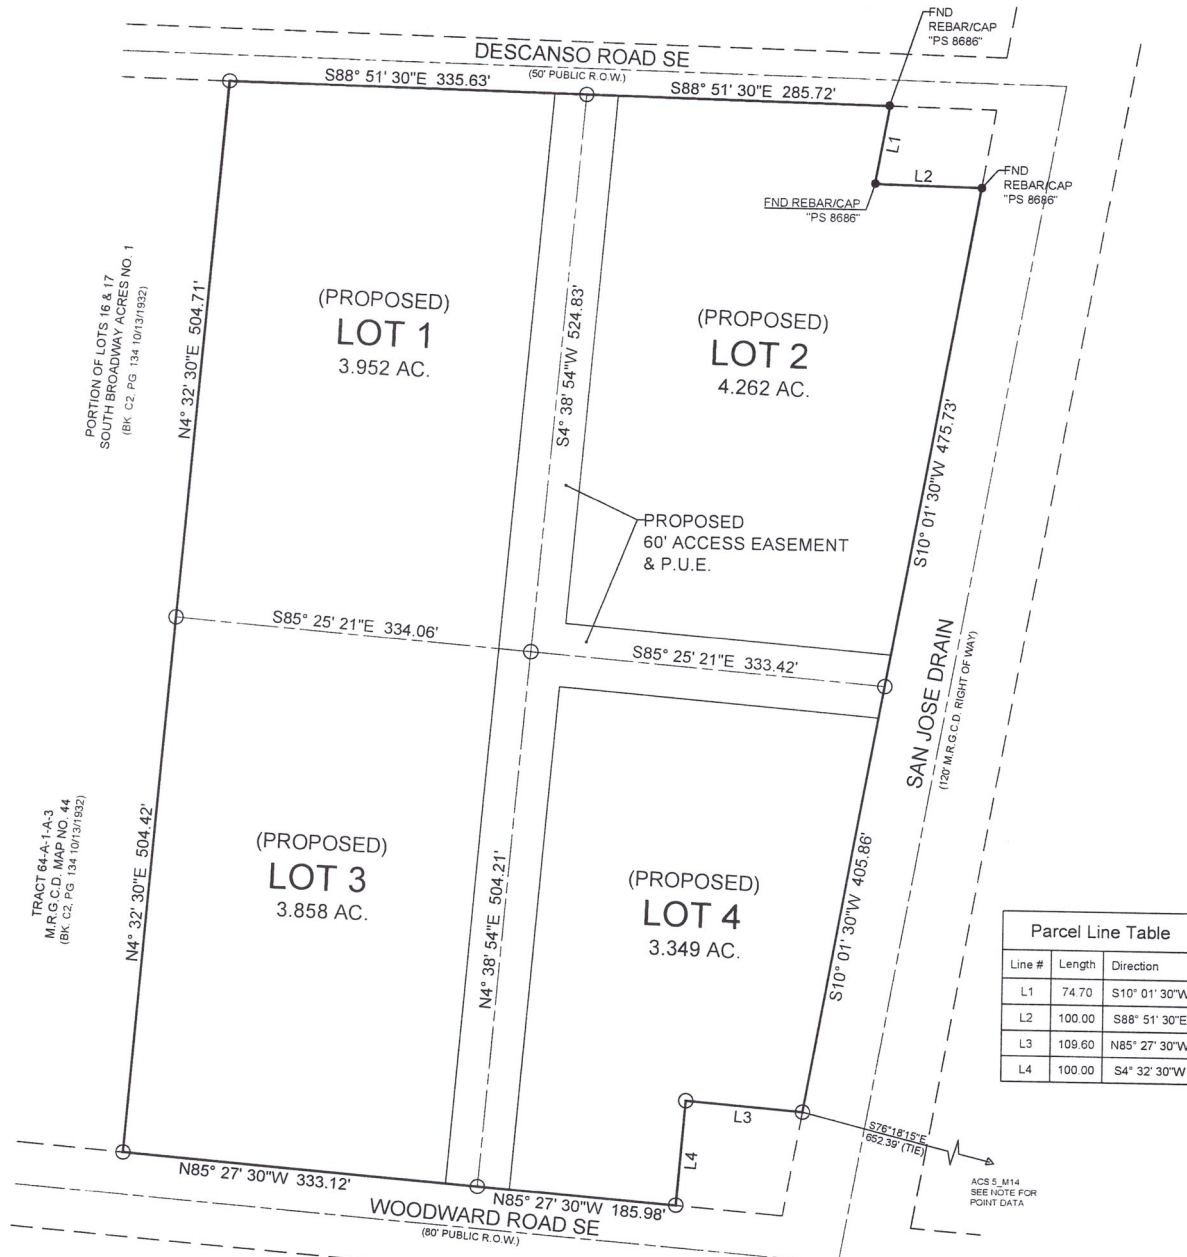 FND
REBAR/CAP
"PS 8686"
DESCANSO ROAD SE
(50' PUBLIC R.O.W.)
S88° 51' 30"E 335.63'
S88° 51' 30"E 285.72'
L1
L2
FND
REBAR/CAP
"PS 8686"
FND REBAR/CAP
"PS 8686"
PORTION OF LOTS 16 & 17
SOUTH BROADWAY ACRES NO. 1
(BK. C2, PG. 134 10/13/1932)
N4° 32' 30"E 504.71'
(PROPOSED)
LOT 1
3.952 AC.
S4° 38' 54"W 524.83'
(PROPOSED)
LOT 2
4.262 AC.
S10° 01' 30"W 475.73'
PROPOSED
60' ACCESS EASEMENT
& P.U.E.
S85° 25' 21"E 334.06'
S85° 25' 21"E 333.42'
SAN JOSE DRAIN
(120' M.R.G.C.D. RIGHT OF WAY)
TRACT 64-A-1-A-3
M.R.G.C.D. MAP NO. 44
(BK. C2, PG. 134 10/13/1932)
N4° 32' 30"E 504.42'
(PROPOSED)
LOT 3
3.858 AC.
N4° 38' 54"E 504.21'
(PROPOSED)
LOT 4
3.349 AC.
S10° 01' 30"W 405.86'
Parcel Line Table
Line # Length Direction
L1 74.70 S10° 01' 30"W
L2 100.00 S88° 51' 30"E
L3 109.60 N85° 27' 30"W
L4 100.00 S4° 32' 30"W
L3
L4
S76°18'15"E
652.39' (TIE)
ACS 5_M14
SEE NOTE FOR
POINT DATA
N85° 27' 30"W 333.12'
N85° 27' 30"W 185.98'
WOODWARD ROAD SE
(80' PUBLIC R.O.W.)